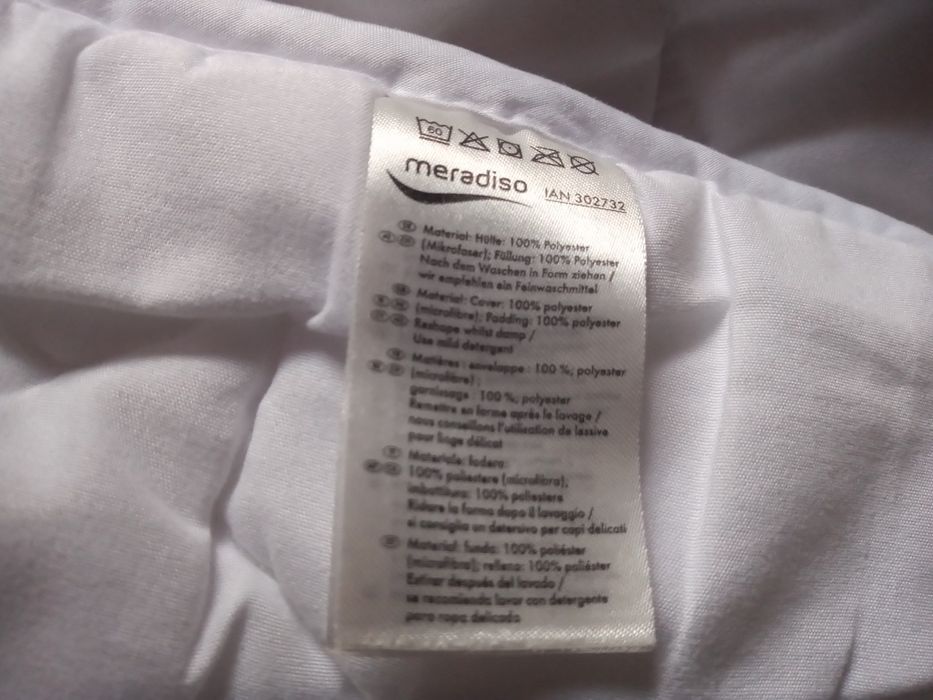 60
meradiso IAN 302732
Material: Hülle: 100% Polyester
(Mikrofaser); Füllung: 100% Polyester
Nach dem Waschen in Form ziehen /
wir empfehlen ein Feinwaschmittel
Material: Cover: 100% polyester
(microfibre); Padding: 100% polyester
Reshape whilst damp /
Use mild detergent
Matières : enveloppe : 100 %, polyester
(microfibre) ;
garnissage : 100 %, polyester
Remettre en forme après le lavage /
nous conseillons l'utilisation de lessive
pour linge délicat
Materiale: fodera:
100% poliestere (microfibra),
imbottitura: 100% poliestere
Ridare la forma dopo il lavaggio /
si consiglia un detersivo per capi delicati
Material: funda: 100% poliéster
(microfibra); relleno: 100% poliéster
Estirar después del lavado /
se recomienda lavar con detergente
para ropa delicada